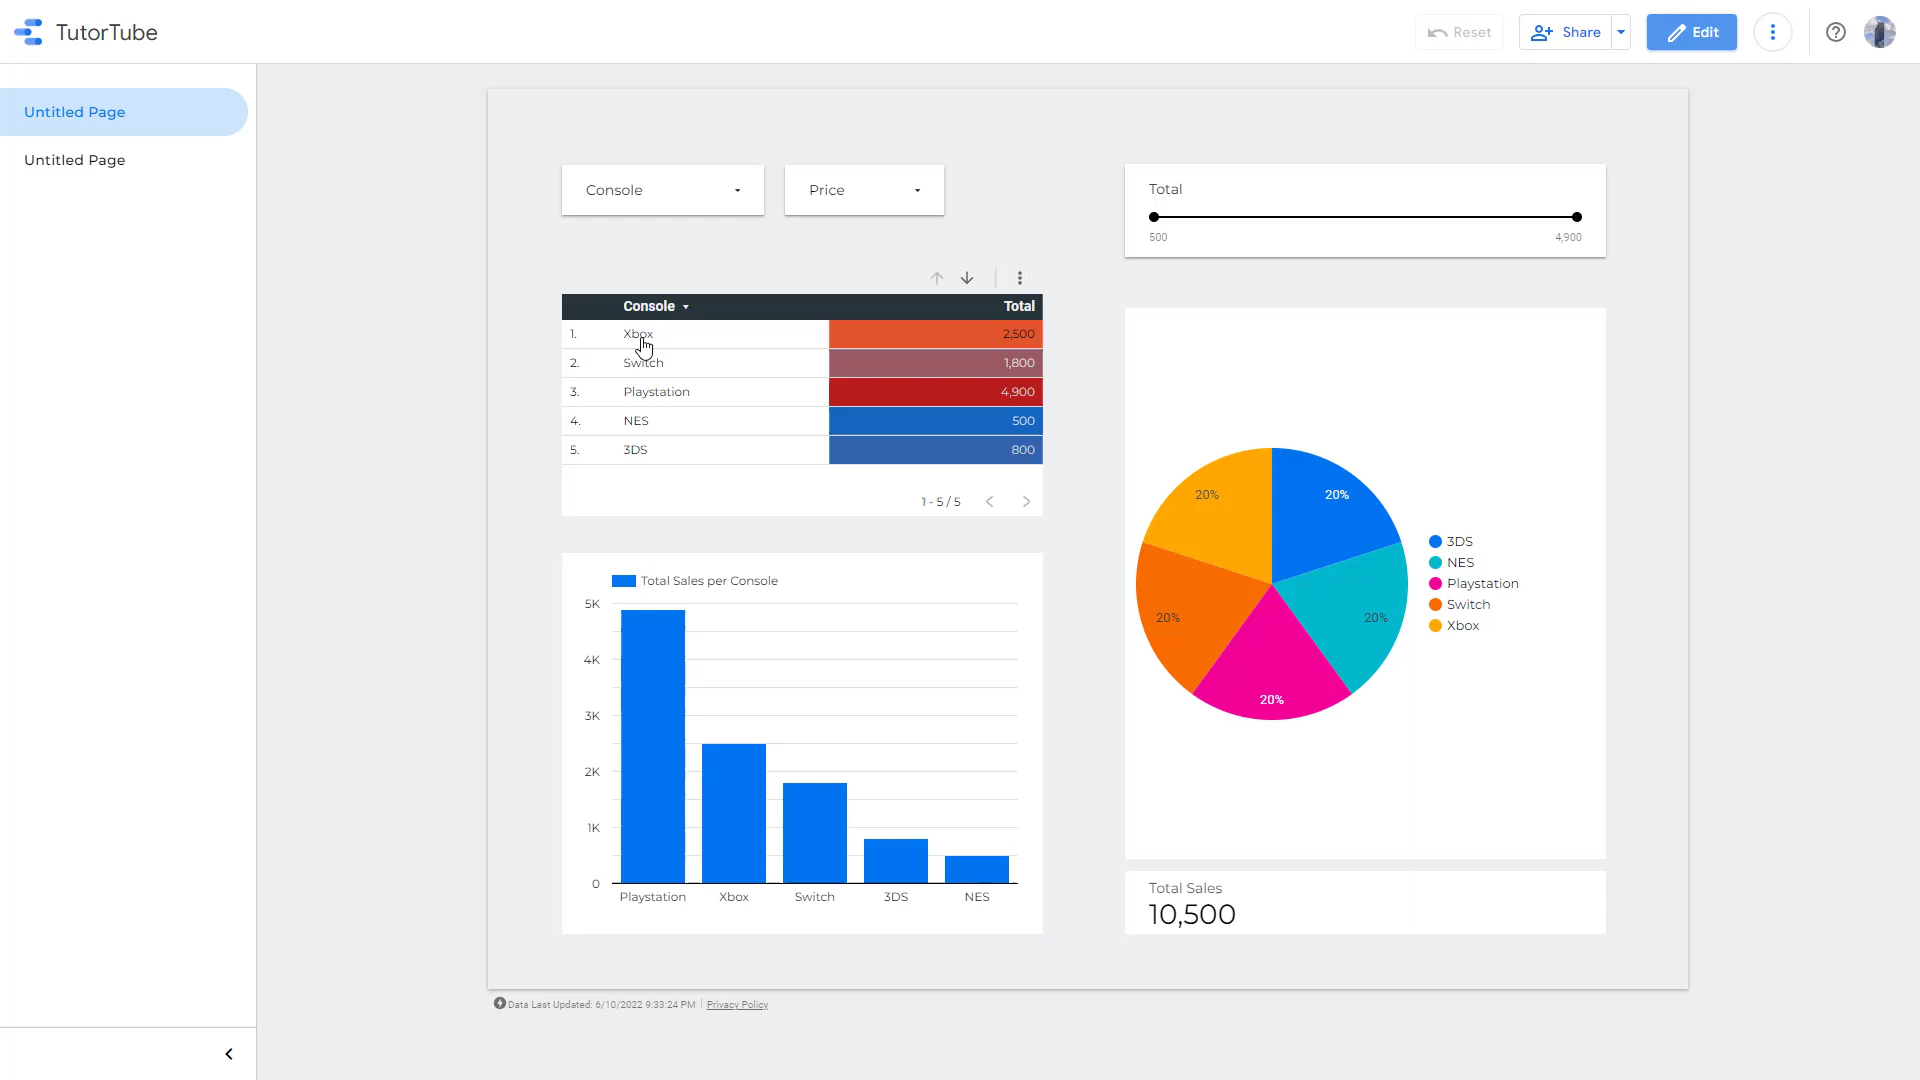 TutorTube
Reset
Share
Edit
Untitled Page
Untitled Page
Console
Price
Total
500
4,900
Console Total
1. Xbox 2,500
2. Switch 1,800
3. Playstation 4,900
4. NES 500
5. 3DS 800
1 - 5 / 5
Total Sales per Console
5K
4K
3K
2K
1K
0
Playstation Xbox Switch 3DS NES
20% 20%
20% 20%
20%
3DS
NES
Playstation
Switch
Xbox
Total Sales
10,500
Data Last Updated: 6/10/2022 9:33:24 PM
Privacy Policy